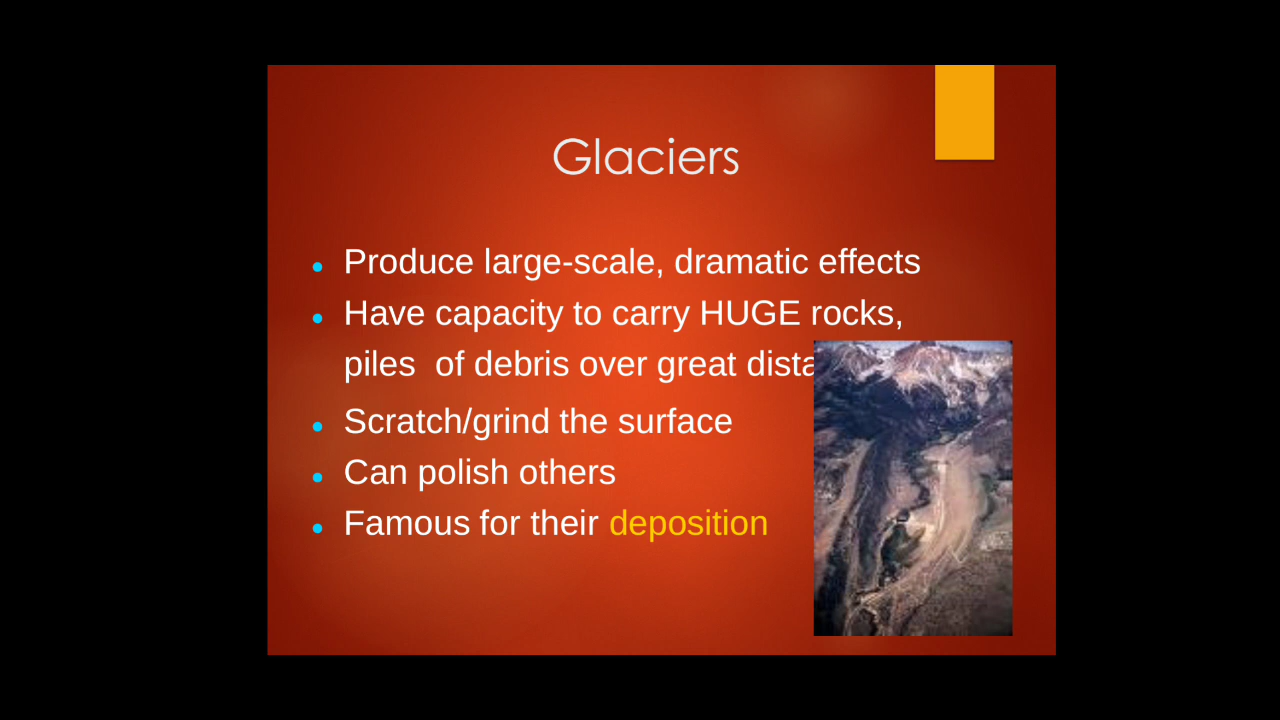 Glaciers
Produce large-scale, dramatic effects
Have capacity to carry HUGE rocks,
piles of debris over great
Scratch/grind the surface
Can polish others
Famous for their deposition